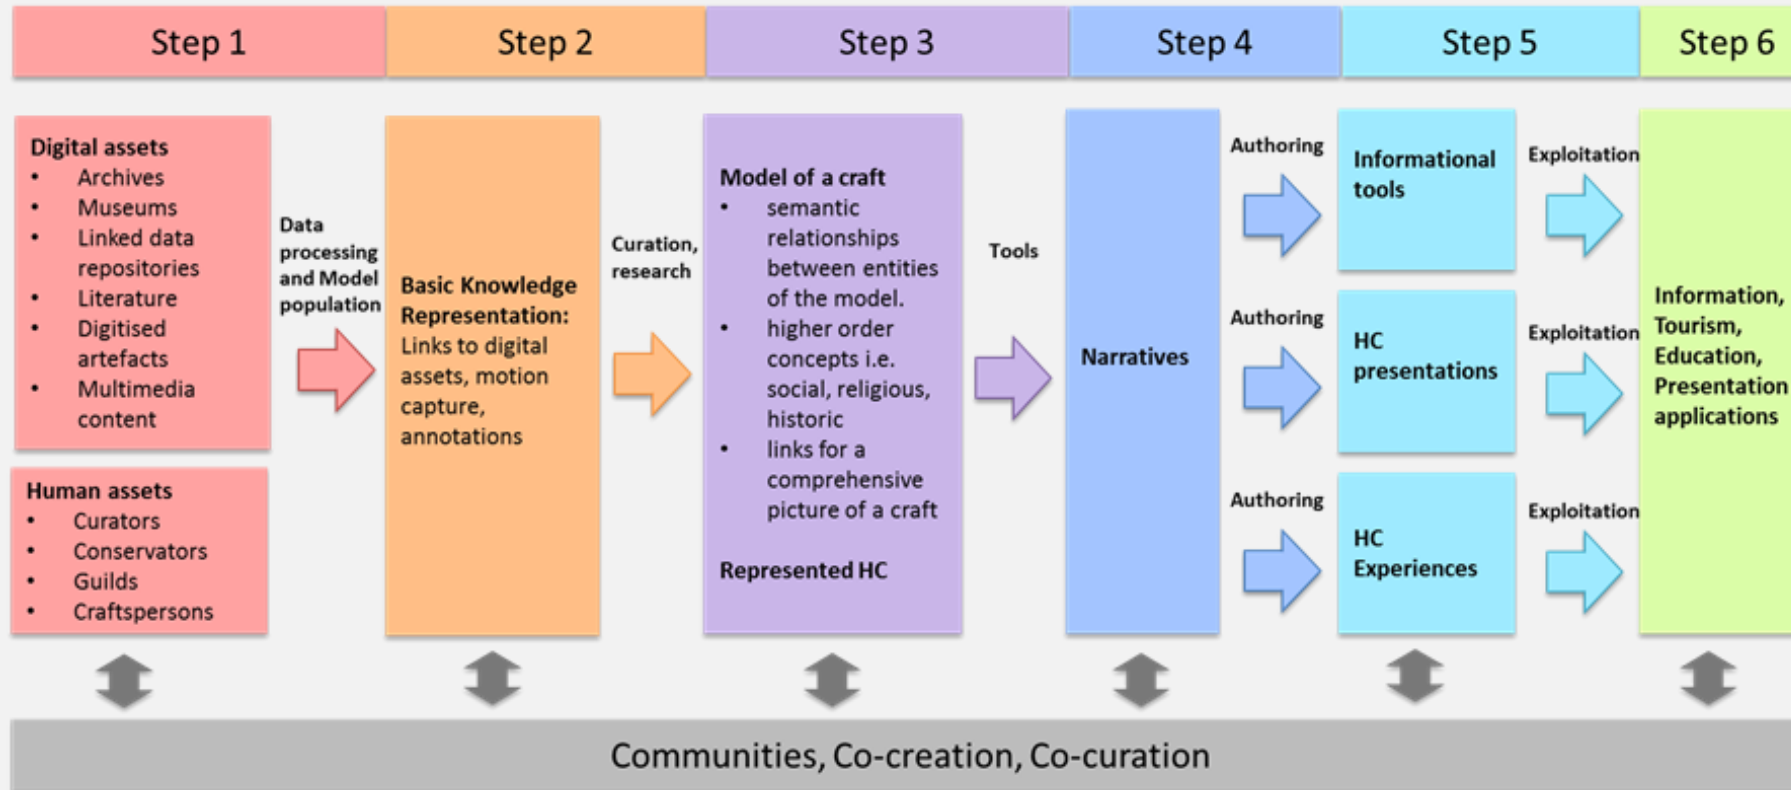 Step 1
Step 2
Step 3
Step 4
Step 5
Step 6
Digital assets
• Archives
• Museums
• Linked data
repositories
• Literature
• Digitised
artefacts
• Multimedia
content
Human assets
• Curators
• Conservators
• Guilds
• Craftspersons
Data
processing
and Model
population
Basic Knowledge
Representation:
Links to digital
assets, motion
capture,
annotations
Curation,
research
Model of a craft
• semantic
relationships
between entities
of the model.
• higher order
concepts i.e.
social, religious,
historic
• links for a
comprehensive
picture of a craft
Represented HC
Tools
Narratives
Authoring
Informational
tools
Exploitation
Authoring
HC
presentations
Exploitation
Authoring
HC
Experiences
Exploitation
Information,
Tourism,
Education,
Presentation
applications
Communities, Co-creation, Co-curation